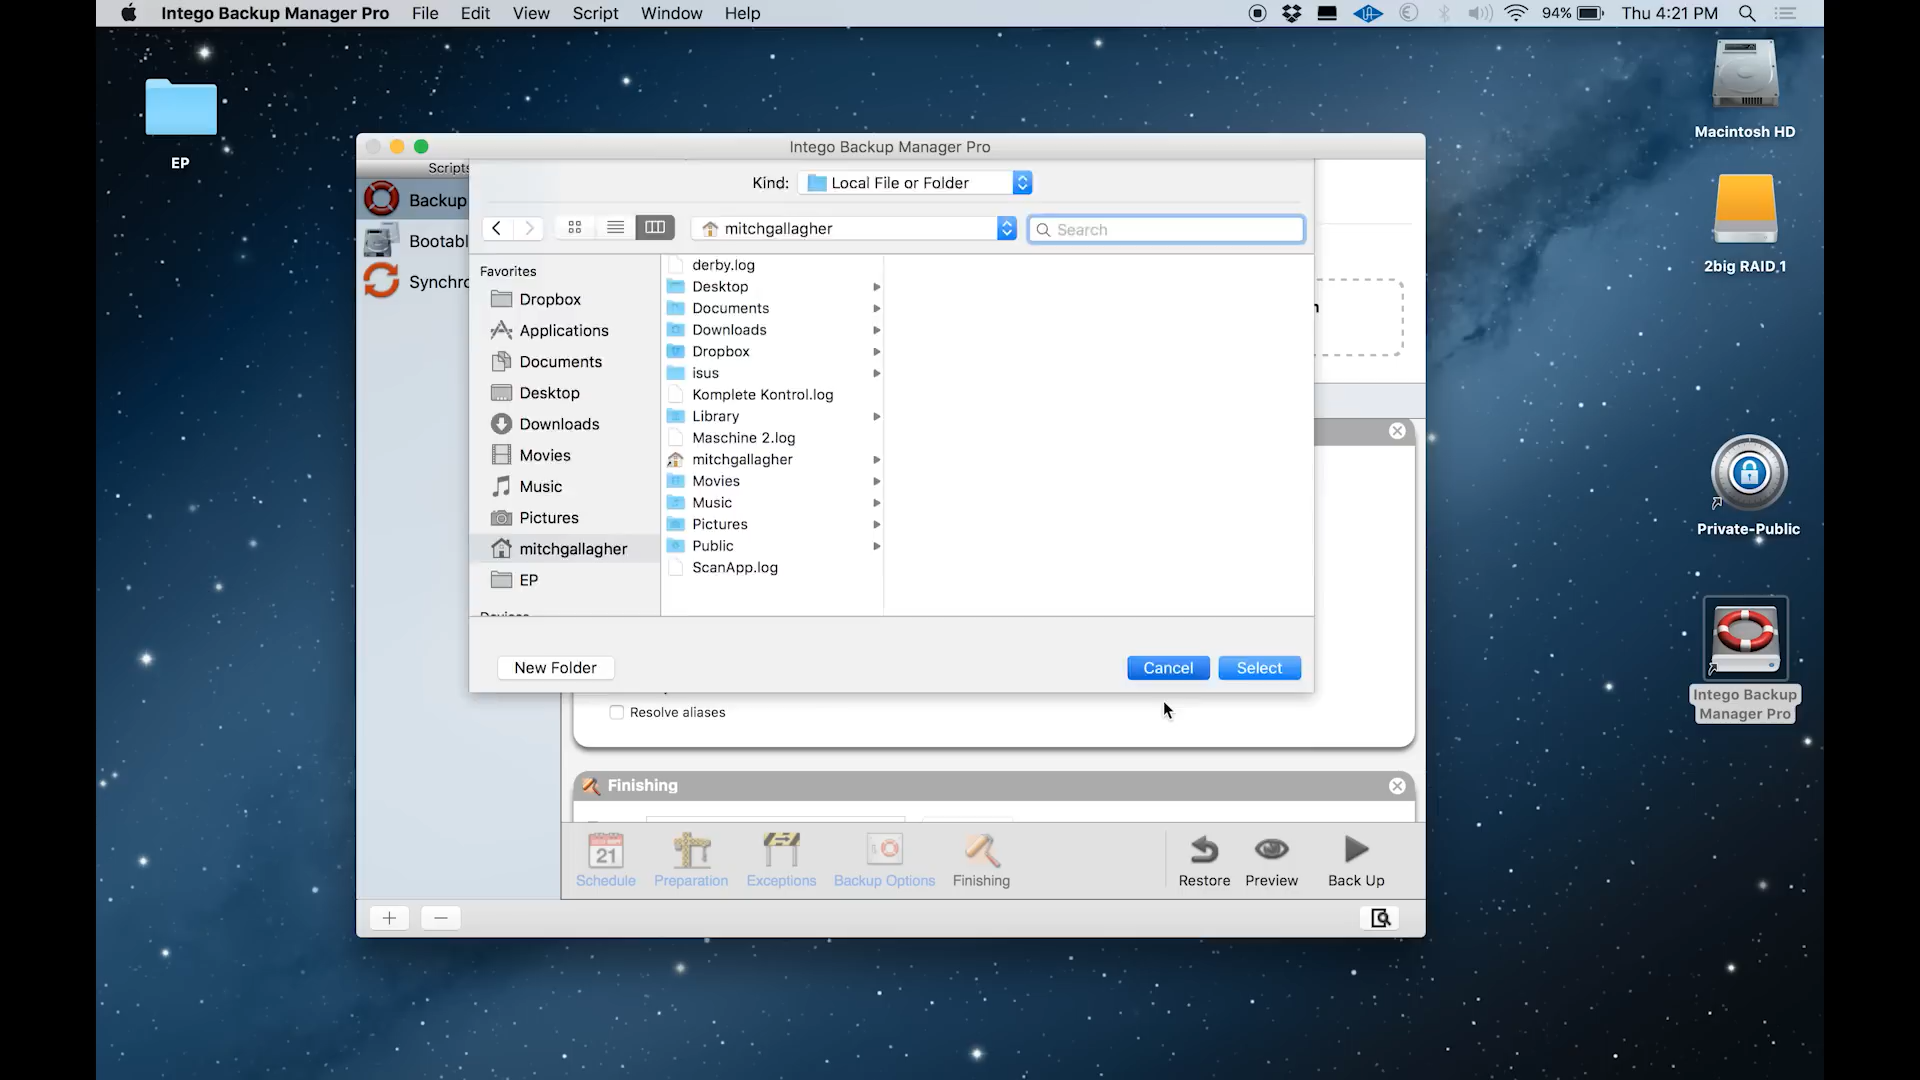 Intego Backup Manager Pro File Edit View Script Window Help 94% Thu 4:21 PM
EP
Macintosh HD
2big RAID 1
Private-Public
Intego Backup
Manager Pro
Intego Backup Manager Pro
Scripts
Backup
Bootabl
Synchro
Kind: Local File or Folder
mitchgallagher
Search
Favorites
Dropbox
Applications
Documents
Desktop
Downloads
Movies
Music
Pictures
mitchgallagher
EP
derby.log
Desktop
Documents
Downloads
Dropbox
isus
Komplete Kontrol.log
Library
Maschine 2.log
mitchgallagher
Movies
Music
Pictures
Public
ScanApp.log
New Folder
Cancel Select
Resolve aliases
Finishing
21
Schedule Preparation Exceptions Backup Options Finishing
Restore Preview Back Up